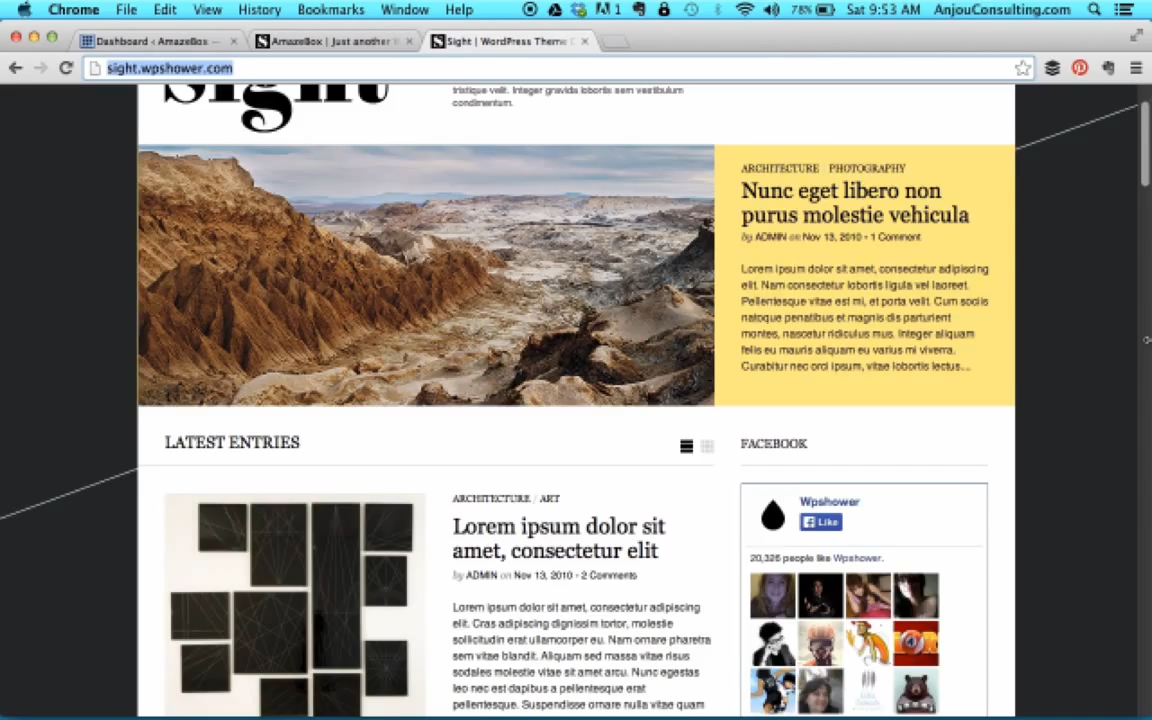 Chrome File Edit View History Bookmarks Window Help 1 78% Sat 9:53 AM AnjouConsulting.com
Dashboard ‹ AmazeBox —
AmazeBox | Just another
Sight | WordPress Theme
sight.wpshower.com
Sight
tristique velit. Integer gravida lobortis sem vestibulum
condimentum.
ARCHITECTURE PHOTOGRAPHY
Nunc eget libero non
purus molestie vehicula
by ADMIN on Nov 13, 2010 • 1 Comment
Lorem ipsum dolor sit amet, consectetur adipiscing
elit. Nam consectetur lobortis ligula vel laoreet.
Pellentesque vitae est mi, et porta velit. Cum sociis
natoque penatibus et magnis dis parturient
montes, nascetur ridiculus mus. Integer aliquam
felis eu mauris aliquam eu varius mi viverra.
Curabitur nec orci ipsum, vitae lobortis lectus...
LATEST ENTRIES
FACEBOOK
ARCHITECTURE / ART
Lorem ipsum dolor sit
amet, consectetur elit
by ADMIN on Nov 13, 2010 • 2 Comments
Lorem ipsum dolor sit amet, consectetur adipiscing
elit. Cras adipiscing dignissim tortor, molestie
sollicitudin erat ullamcorper eu. Nam ornare pharetra
sem vitae blandit. Aliquam sed massa vitae risus
sodales molestie vitae sit amet arcu. Nunc egestas
leo nec est dapibus a pellentesque erat
pellentesque. Suspendisse ornare nulla vitae quam
Wpshower
Like
20,326 people like Wpshower.